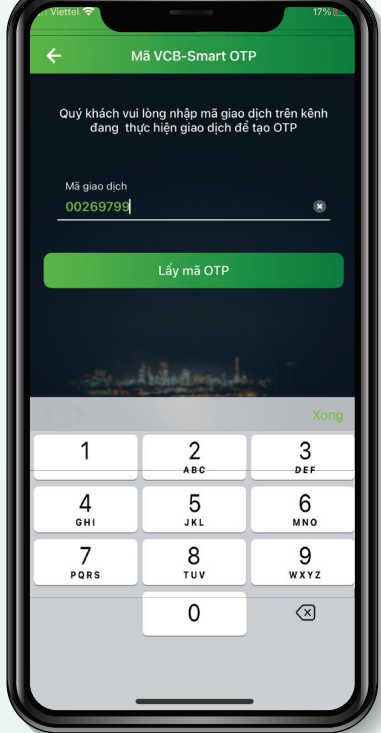 Viettel 17%
Mã VCB-Smart OTP
Quý khách vui lòng nhập mã giao dịch trên kênh
đang thực hiện giao dịch để tạo OTP
Mã giao dịch
00269799
Lấy mã OTP
Xong
1 2 3
ABC DEF
4 5 6
GHI JKL MNO
7 8 9
PQRS TUV WXYZ
0